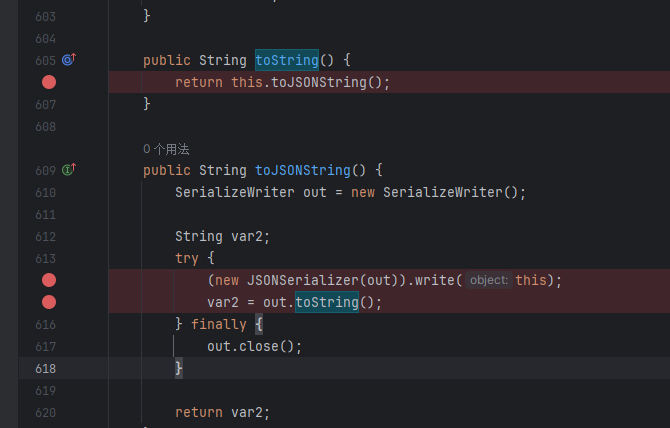 603 }
604
605 public String toString() {
return this.toJSONString();
607 }
608
0 个用法
609 public String toJSONString() {
610 SerializeWriter out = new SerializeWriter();
611
612 String var2;
613 try {
(new JSONSerializer(out)).write( object: this);
var2 = out.toString();
616 } finally {
617 out.close();
618 }
619
620 return var2;